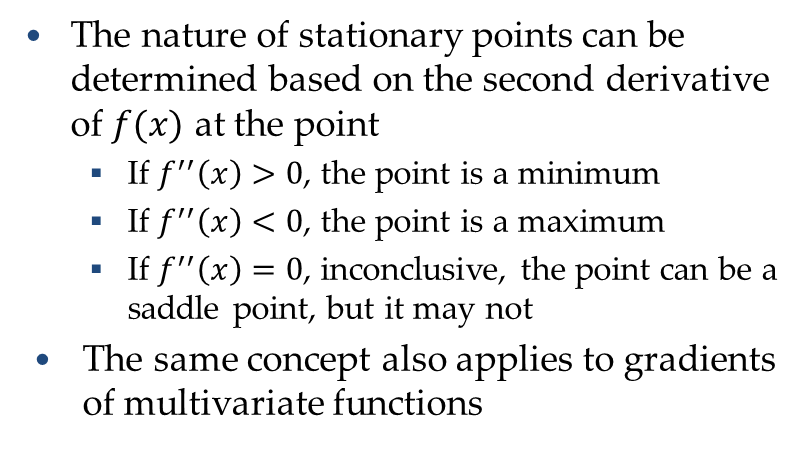 • The nature of stationary points can be
determined based on the second derivative
of f(x) at the point
▪ If f′′(x) > 0, the point is a minimum
▪ If f′′(x) < 0, the point is a maximum
▪ If f′′(x) = 0, inconclusive, the point can be a
saddle point, but it may not
• The same concept also applies to gradients
of multivariate functions